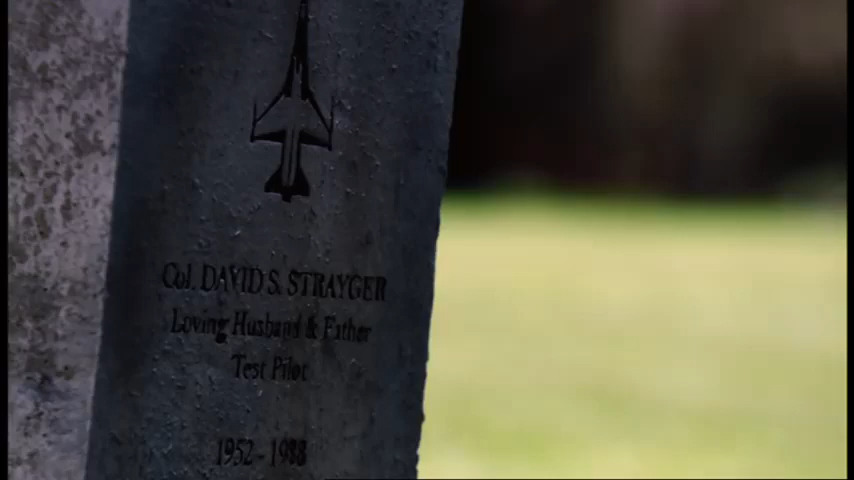 Col. DAVID S. STRAYGER
Loving Husband & Father
Test Pilot
1952 - 1988